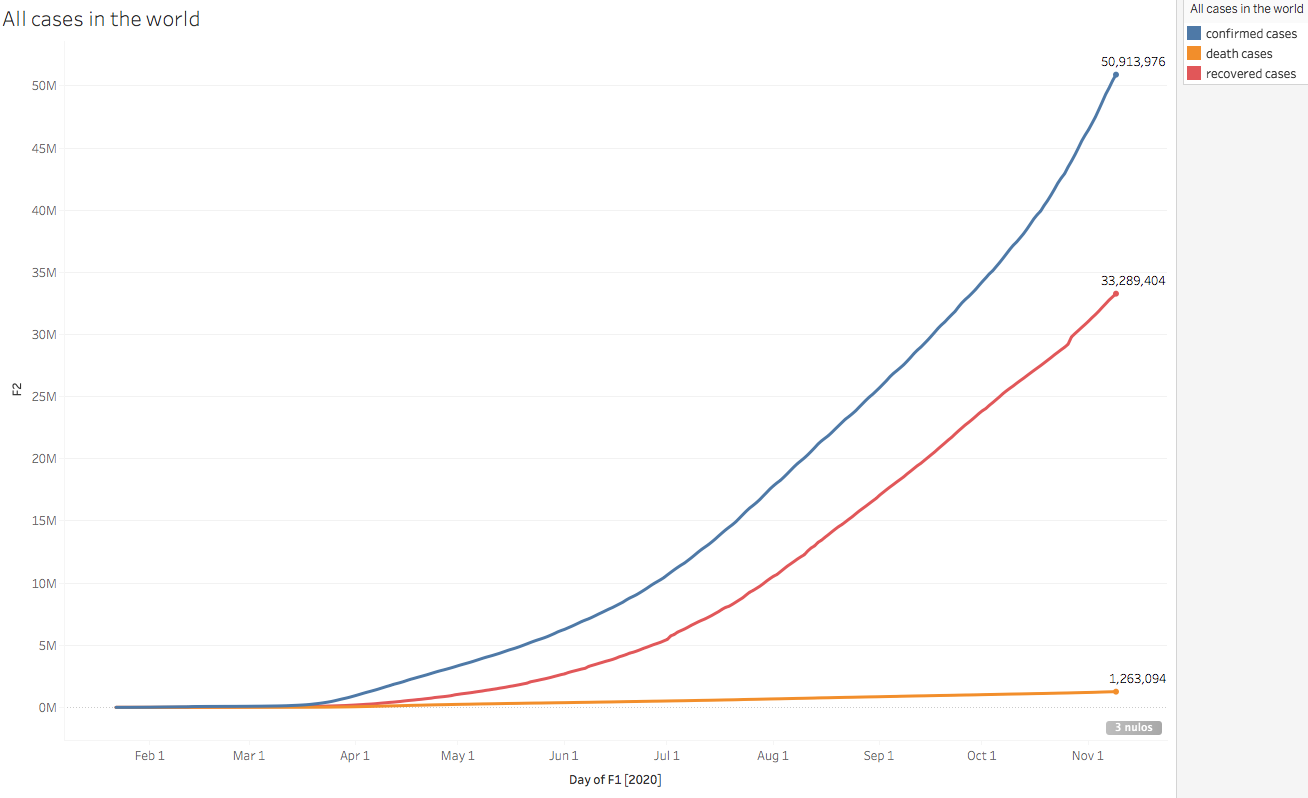 All cases in the world
All cases in the world
confirmed cases
death cases
recovered cases
50,913,976
50M
45M
40M
35M
33,289,404
30M
F2
25M
20M
15M
10M
5M
1,263,094
0M
3 nulos
Feb 1 Mar 1 Apr 1 May 1 Jun 1 Jul 1 Aug 1 Sep 1 Oct 1 Nov 1
Day of F1 [2020]